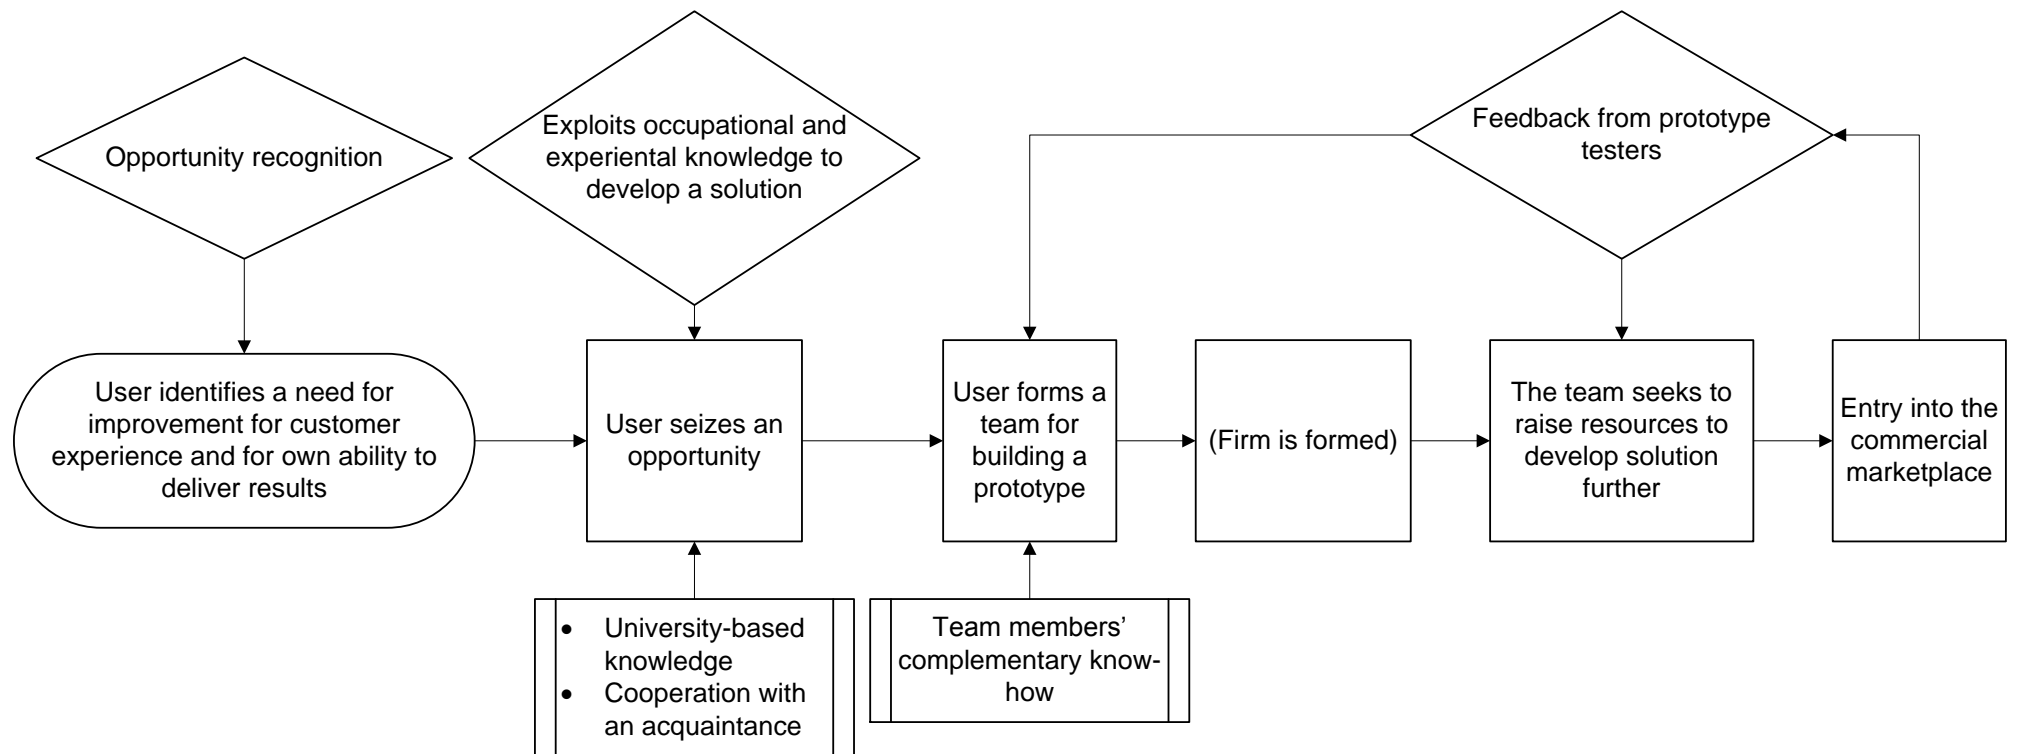 Opportunity recognition
Exploits occupational and
experiental knowledge to
develop a solution
Feedback from prototype
testers
User identifies a need for
improvement for customer
experience and for own ability to
deliver results
User seizes an
opportunity
User forms a
team for
building a
prototype
(Firm is formed)
The team seeks to
raise resources to
develop solution
further
Entry into the
commercial
marketplace
• University-based
knowledge
• Cooperation with
an acquaintance
Team members’
complementary know-
how